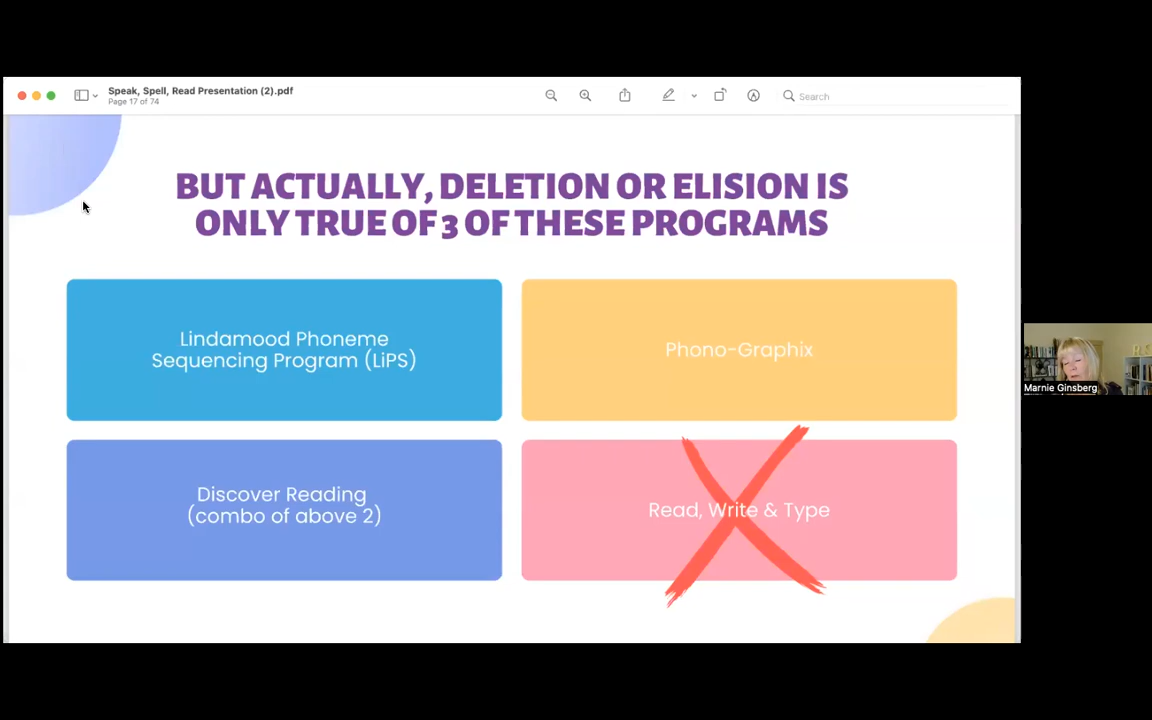 Speak, Spell, Read Presentation (2).pdf
Page 17 of 74
Search
BUT ACTUALLY, DELETION OR ELISION IS
ONLY TRUE OF 3 OF THESE PROGRAMS
Lindamood Phoneme
Sequencing Program (LiPS)
Phono-Graphix
Discover Reading
(combo of above 2)
Read, Write & Type
Marnie Ginsberg